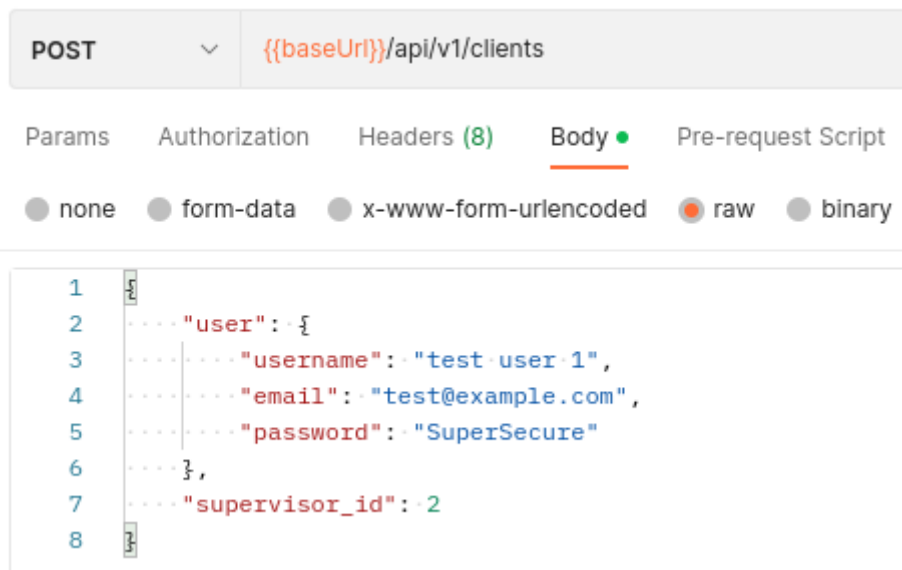 POST {{baseUrl}}/api/v1/clients
Params Authorization Headers (8) Body Pre-request Script
none form-data x-www-form-urlencoded raw binary
1 {
2 "user": {
3 "username": "test user 1",
4 "email": "test@example.com",
5 "password": "SuperSecure"
6 },
7 "supervisor_id": 2
8 }